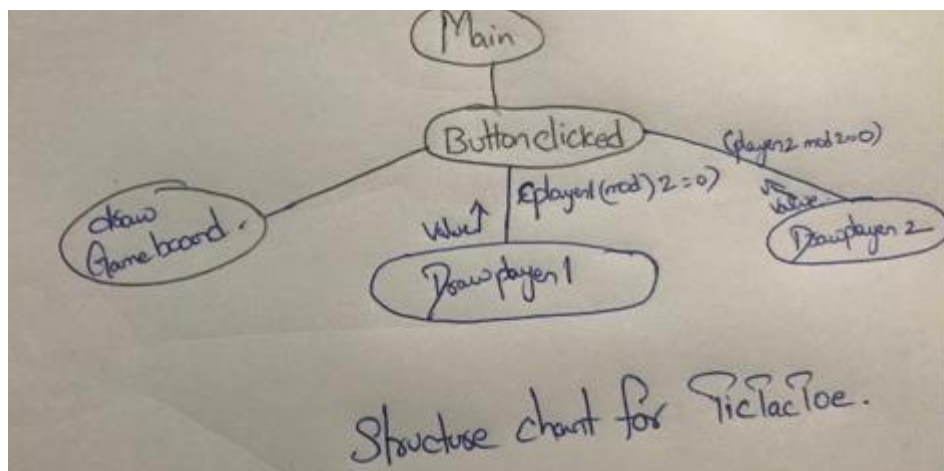 Main
Buttonclicked
(player2 mod 2=0)
(player1(mod)2=0)
value
value
draw
Gameboard.
Drawplayer1
Drawplayer2
Structure chart for TicTacToe.